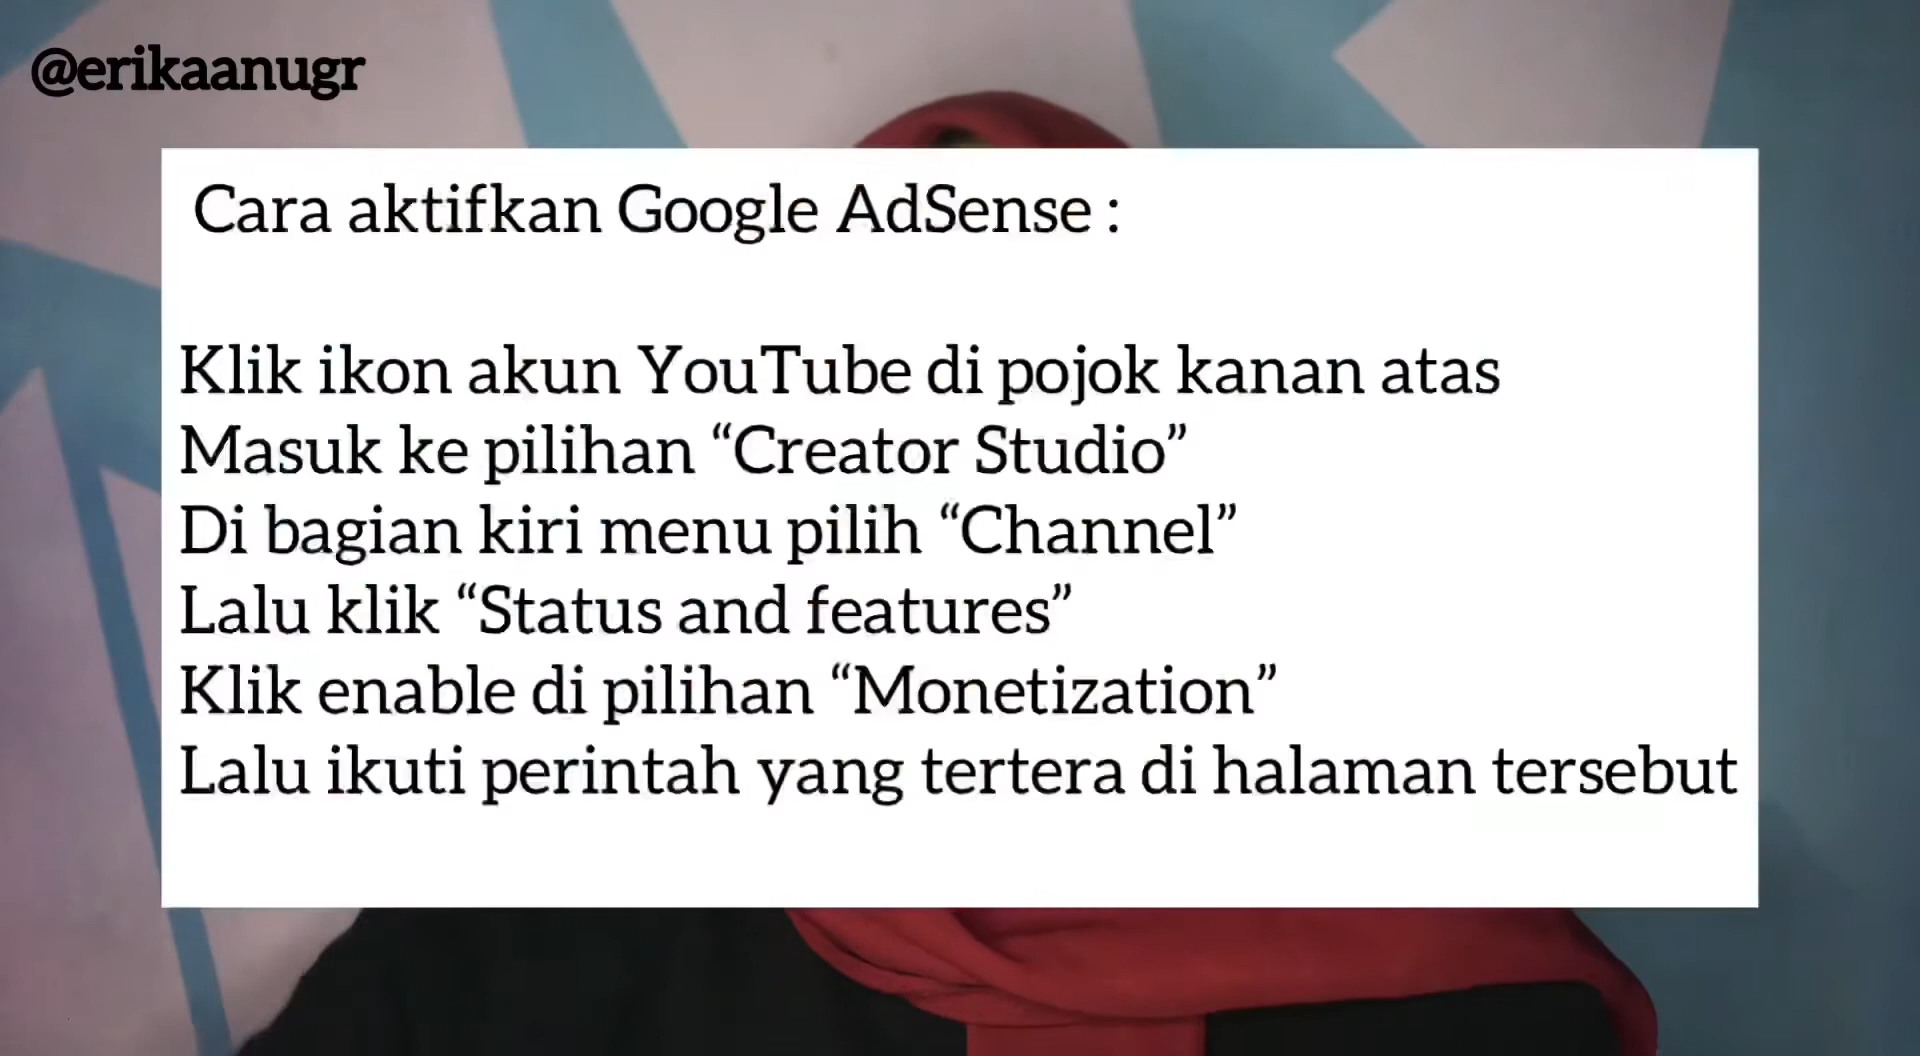 @erikaanugr
Cara aktifkan Google AdSense :
Klik ikon akun YouTube di pojok kanan atas
Masuk ke pilihan “Creator Studio”
Di bagian kiri menu pilih “Channel”
Lalu klik “Status and features”
Klik enable di pilihan “Monetization”
Lalu ikuti perintah yang tertera di halaman tersebut